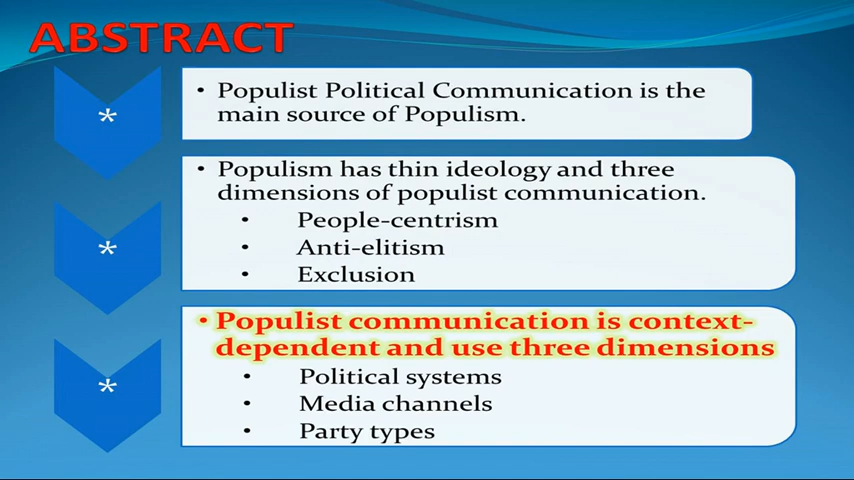 ABSTRACT
*
• Populist Political Communication is the
main source of Populism.
*
• Populism has thin ideology and three
dimensions of populist communication.
• People-centrism
• Anti-elitism
• Exclusion
*
• Populist communication is context-
dependent and use three dimensions
• Political systems
• Media channels
• Party types